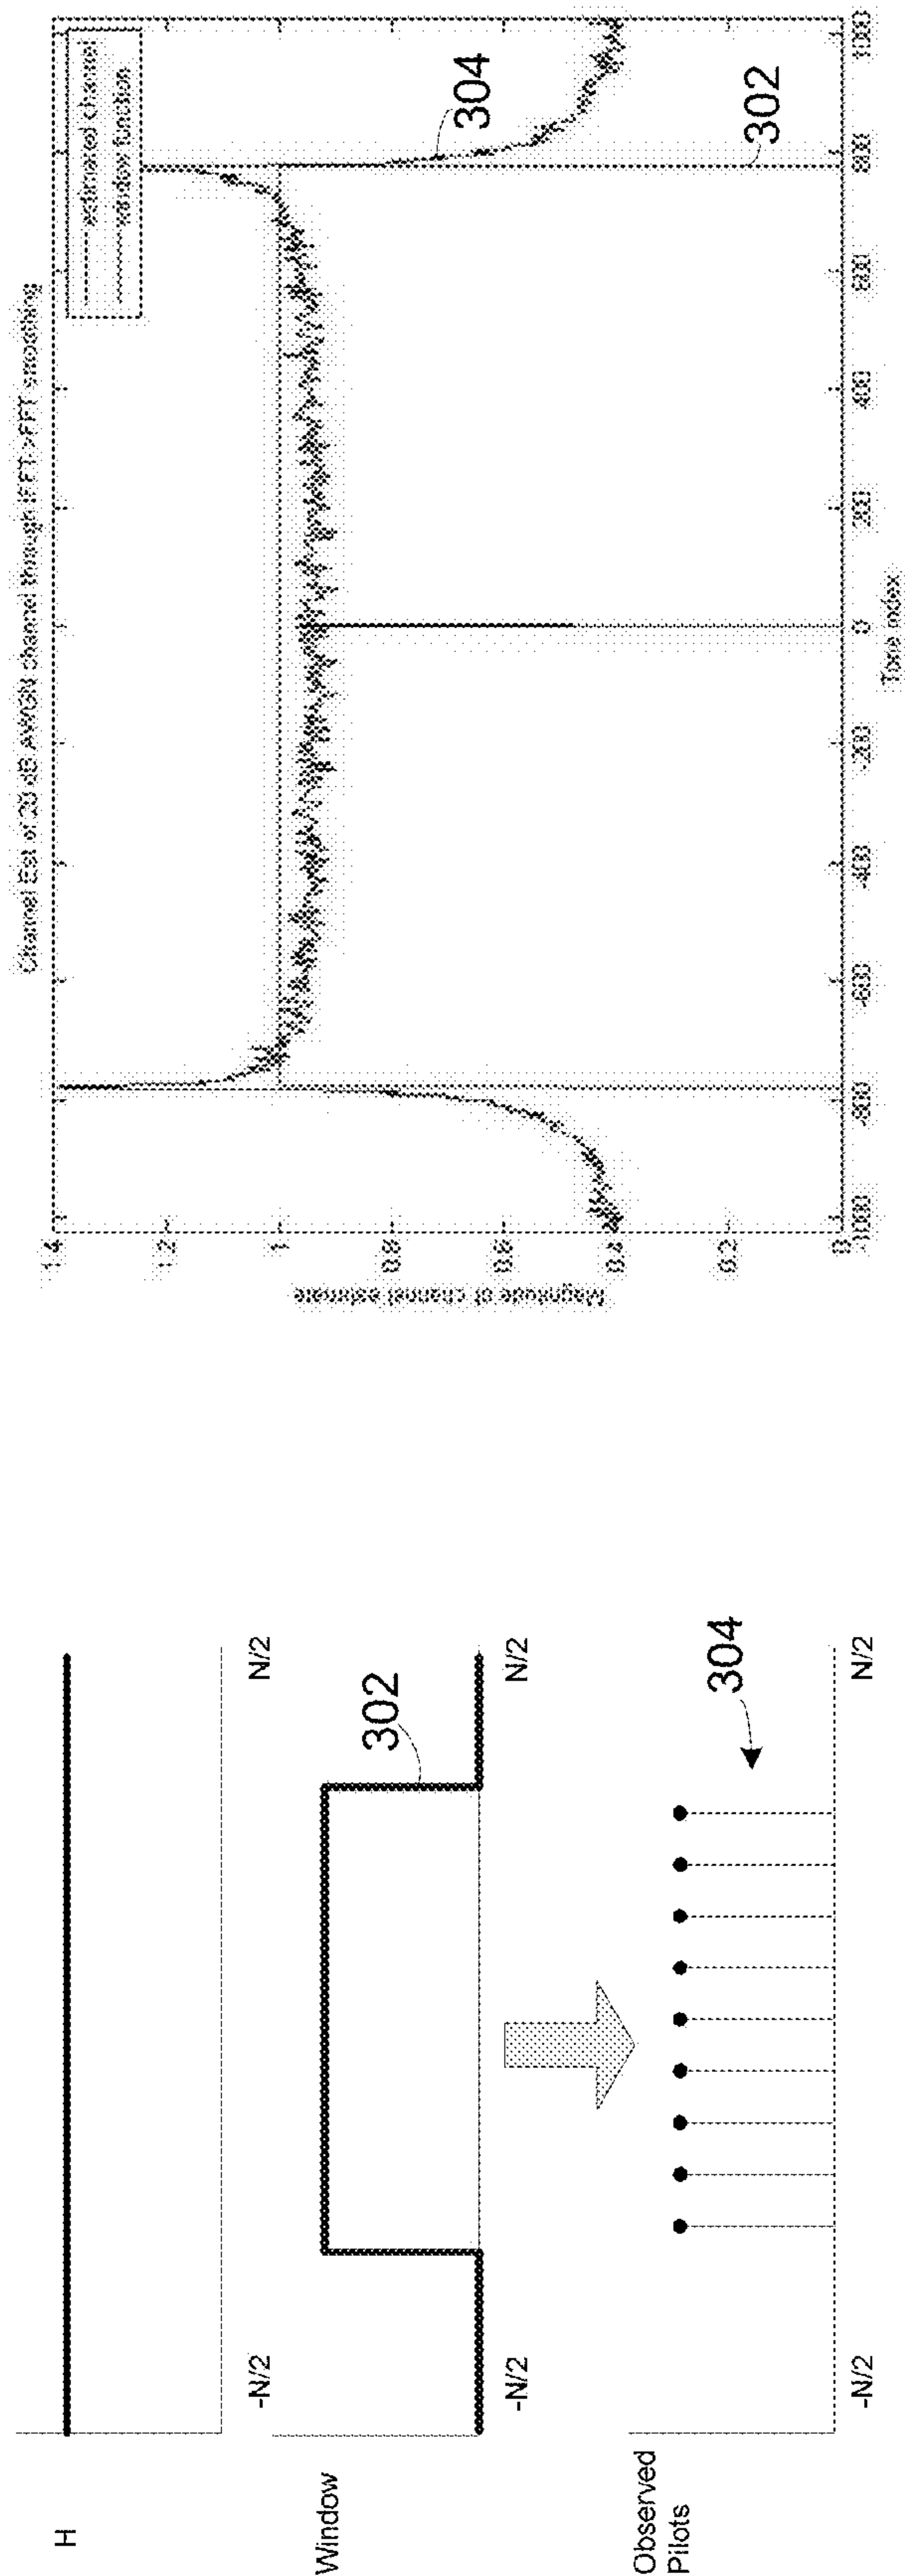 H
-N/2
N/2
Window
302
-N/2
N/2
Observed
Pilots
304
-N/2
N/2
Channel Est of 20 dB AWGN channel through IFFT->FFT smoothing
estimated channel
window function
304
302
Magnitude of channel estimate
1.4
1.2
1
0.8
0.6
0.4
0.2
0
-1000
-800
-600
-400
-200
0
200
400
600
800
1000
Tone index